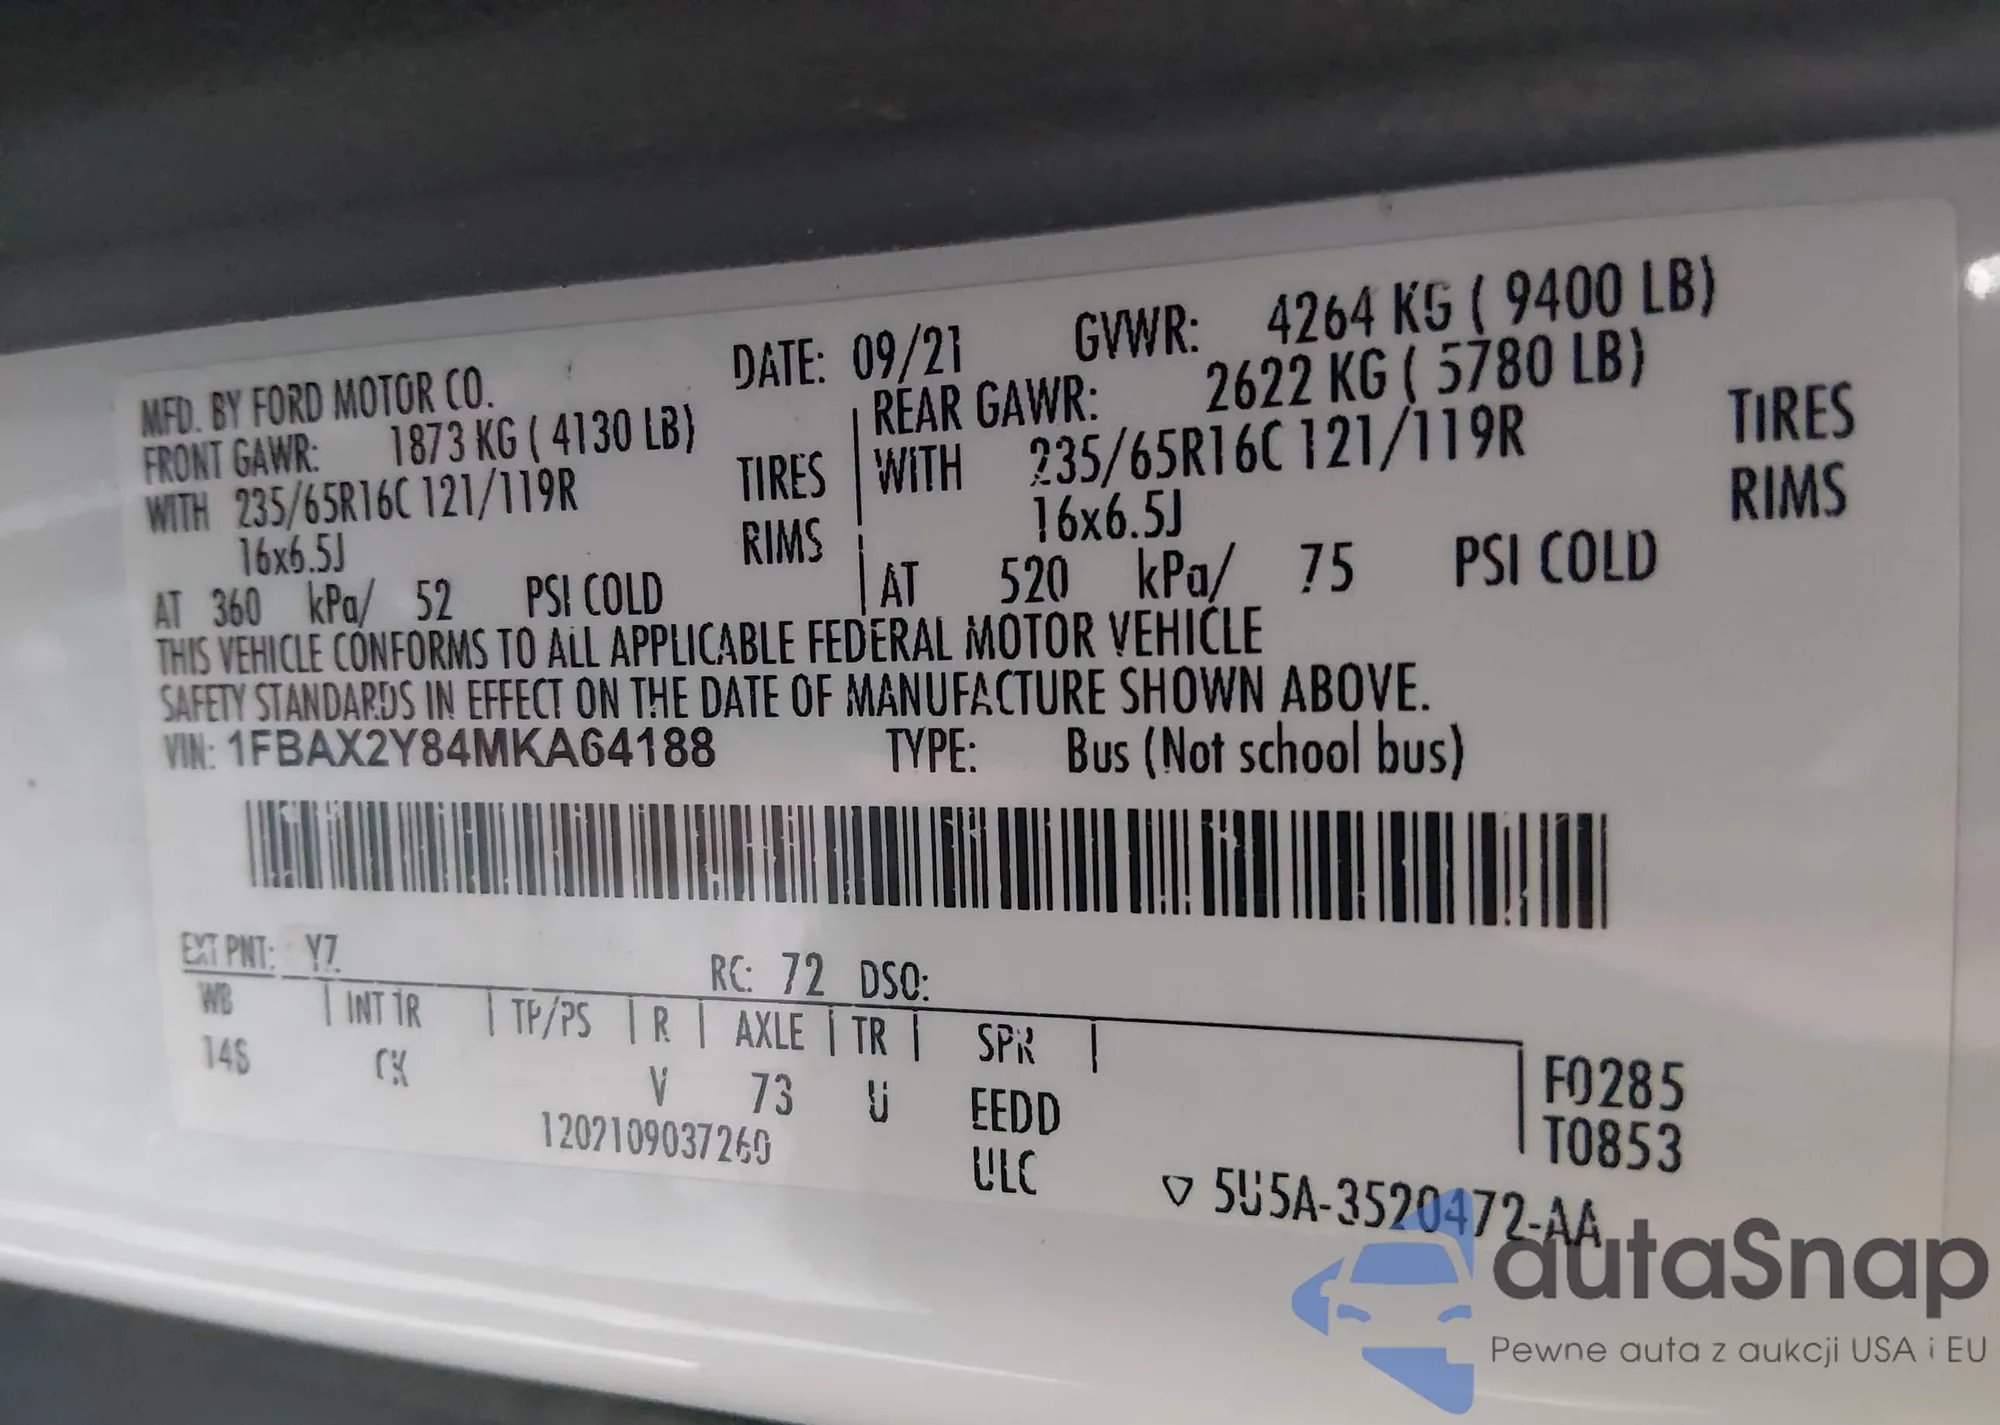 MFD. BY FORD MOTOR CO. DATE: 09/21 GVWR: 4264 KG ( 9400 LB)
FRONT GAWR: 1873 KG ( 4130 LB) REAR GAWR: 2622 KG ( 5780 LB)
WITH 235/65R16C 121/119R TIRES WITH 235/65R16C 121/119R TIRES
16x6.5J RIMS 16x6.5J RIMS
AT 360 kPa/ 52 PSI COLD AT 520 kPa/ 75 PSI COLD
THIS VEHICLE CONFORMS TO ALL APPLICABLE FEDERAL MOTOR VEHICLE
SAFETY STANDARDS IN EFFECT ON THE DATE OF MANUFACTURE SHOWN ABOVE.
VIN: 1FBAX2Y84MKA64188 TYPE: Bus (Not school bus)
EXT PNT: YZ RC: 72 DSO:
WB INT TR TP/PS R AXLE TR SPR
148 CK V 73 U EEDD
F0285
T0853
1202109037260
ULC
5U5A-3520472-AA
autaSnap
Pewne auta z aukcji USA i EU